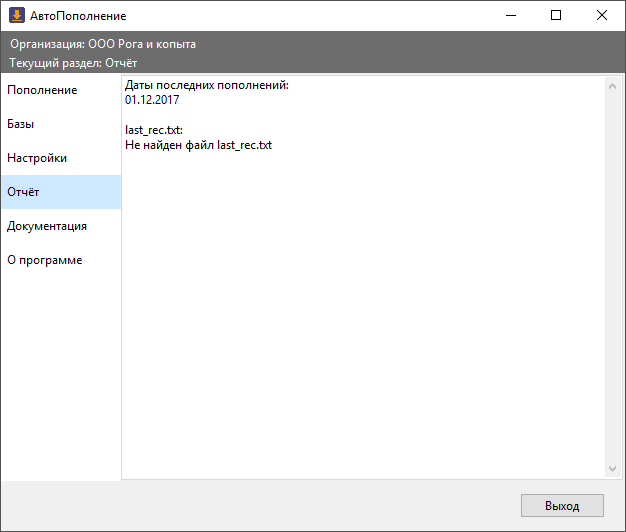 АвтоПополнение
Организация: ООО Рога и копыта
Текущий раздел: Отчёт
Пополнение
Базы
Настройки
Отчёт
Документация
О программе
Даты последних пополнений:
01.12.2017
last_rec.txt:
Не найден файл last_rec.txt
Выход